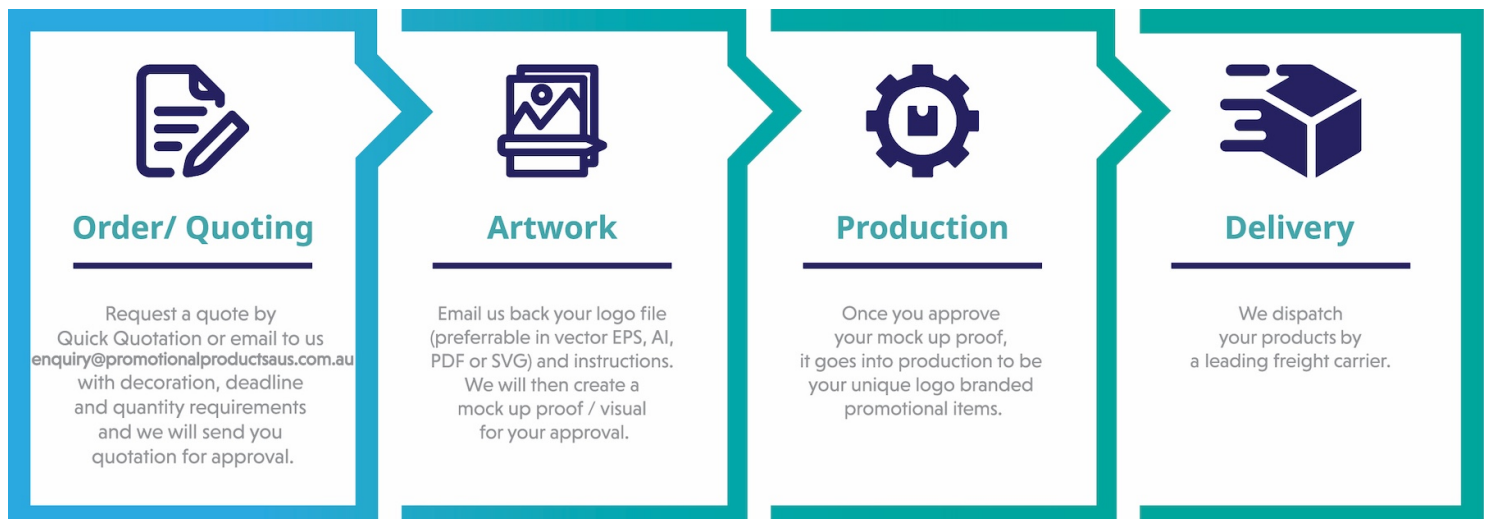 Order/ Quoting
Request a quote by
Quick Quotation or email to us
enquiry@promotionalproductsaus.com.au
with decoration, deadline
and quantity requirements
and we will send you
quotation for approval.
Artwork
Email us back your logo file
(preferrable in vector EPS, AI,
PDF or SVG) and instructions.
We will then create a
mock up proof / visual
for your approval.
Production
Once you approve
your mock up proof,
it goes into production to be
your unique logo branded
promotional items.
Delivery
We dispatch
your products by
a leading freight carrier.